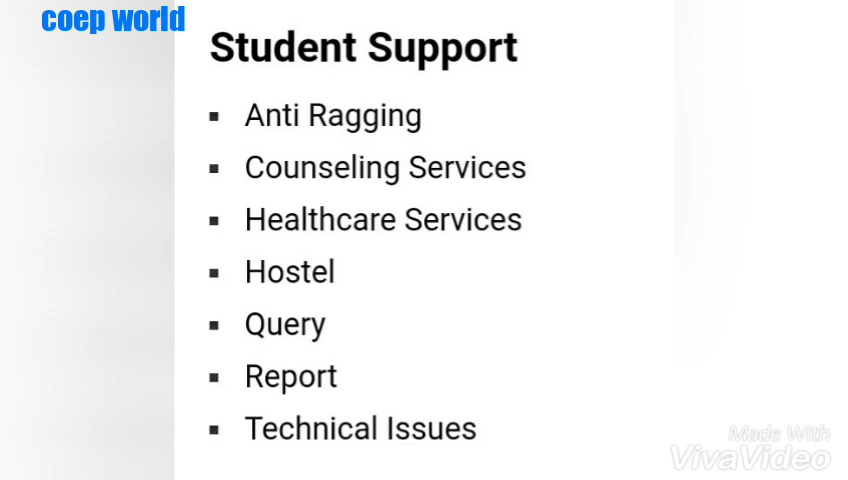 coep world
Student Support
▪ Anti Ragging
▪ Counseling Services
▪ Healthcare Services
▪ Hostel
▪ Query
▪ Report
▪ Technical Issues
Made With
VivaVideo